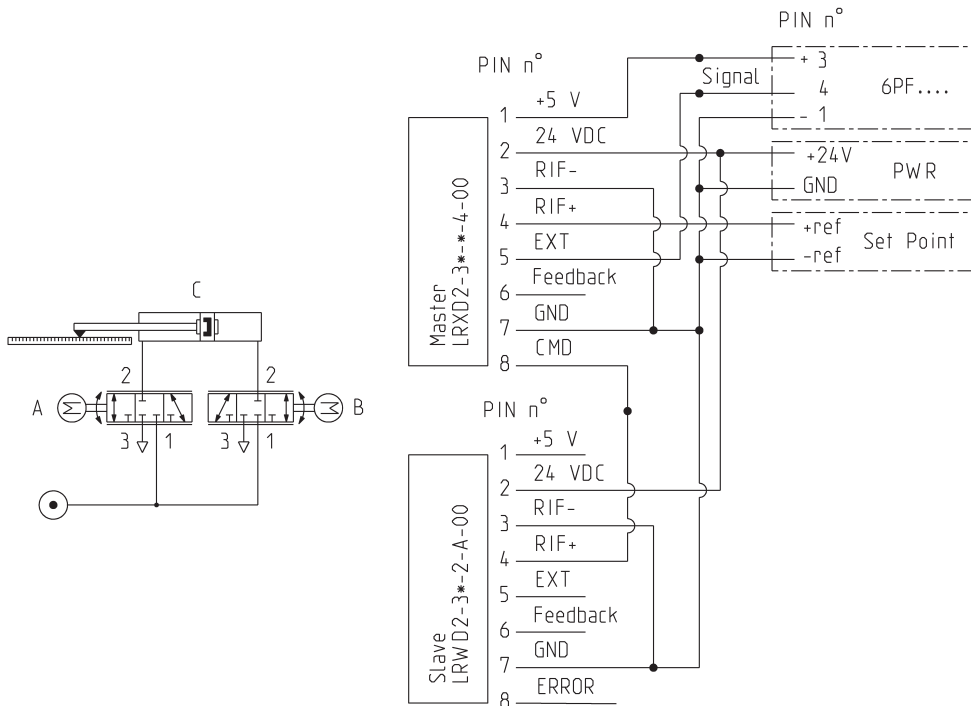 PIN n°
+ 3
Signal
4
6PF....
- 1
+24V
PWR
GND
+ref
Set Point
-ref
PIN n°
1 +5 V
2 24 VDC
3 RIF-
4 RIF+
5 EXT
6 Feedback
7 GND
8 CMD
Master
LRXD2-3*-*-4-00
PIN n°
1 +5 V
2 24 VDC
3 RIF-
4 RIF+
5 EXT
6 Feedback
7 GND
8 ERROR
Slave
LRWD2-3*-2-A-00
C
2
2
A
M
M
B
3
1
3
1